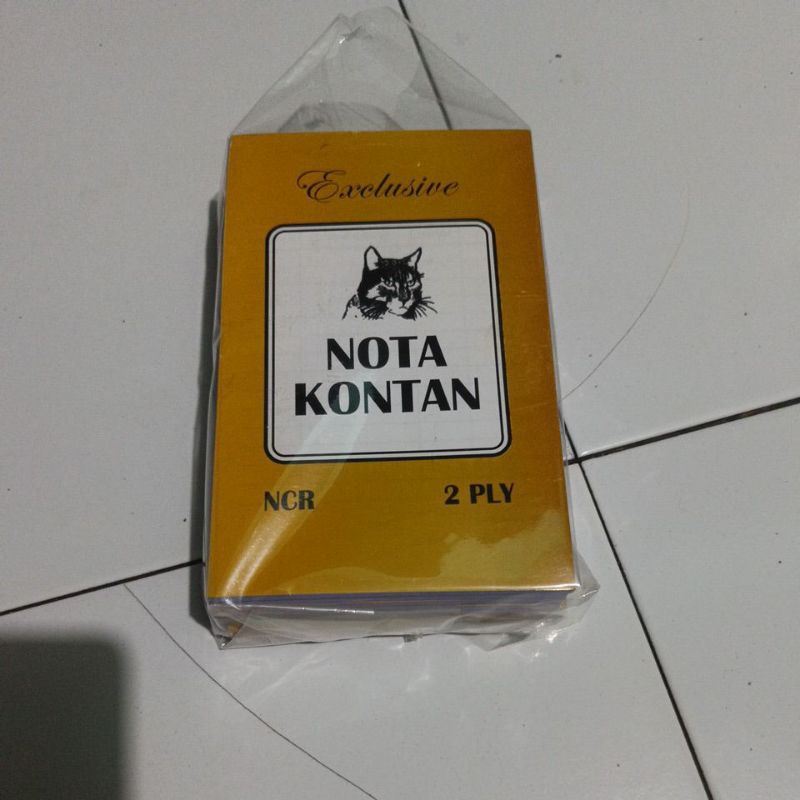 Exclusive
NOTA
KONTAN
NCR
2 PLY